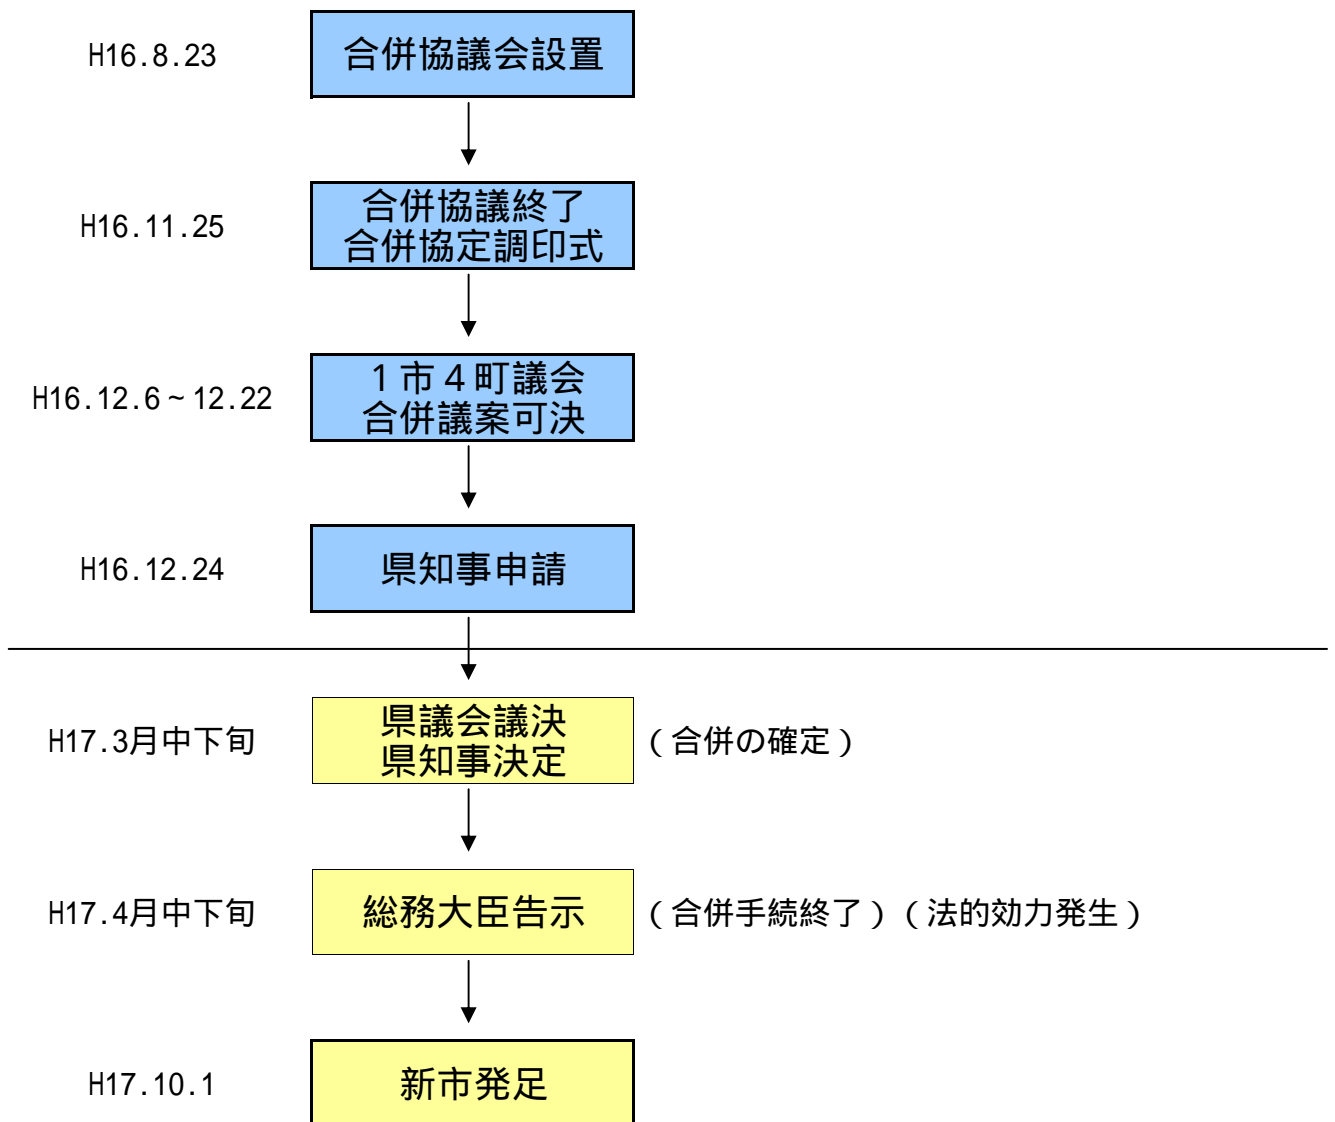 H16.8.23
合併協議会設置
H16.11.25
合併協議終了
合併協定調印式
H16.12.6～12.22
１市４町議会
合併議案可決
H16.12.24
県知事申請
H17.3月中下旬
県議会議決
県知事決定
（合併の確定）
H17.4月中下旬
総務大臣告示
（合併手続終了）（法的効力発生）
H17.10.1
新市発足